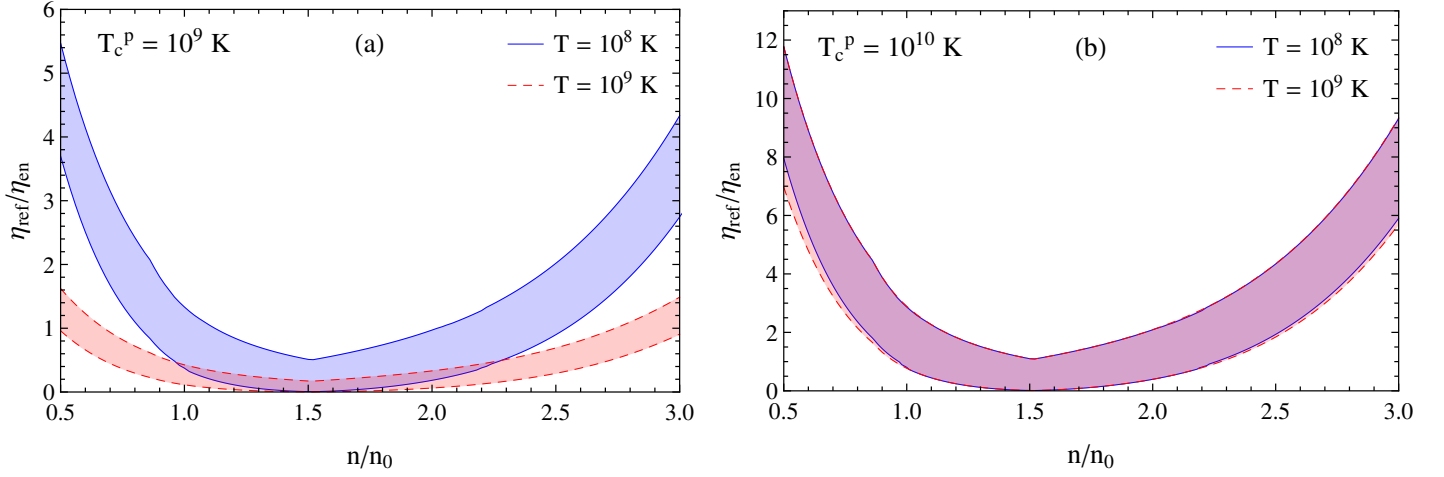 T_c^p = 10^9 K
(a)
T = 10^8 K
T = 10^9 K
η_ref/η_en
6
5
4
3
2
1
0
0.5 1.0 1.5 2.0 2.5 3.0
n/n_0
T_c^p = 10^10 K
(b)
T = 10^8 K
T = 10^9 K
η_ref/η_en
12
10
8
6
4
2
0
0.5 1.0 1.5 2.0 2.5 3.0
n/n_0